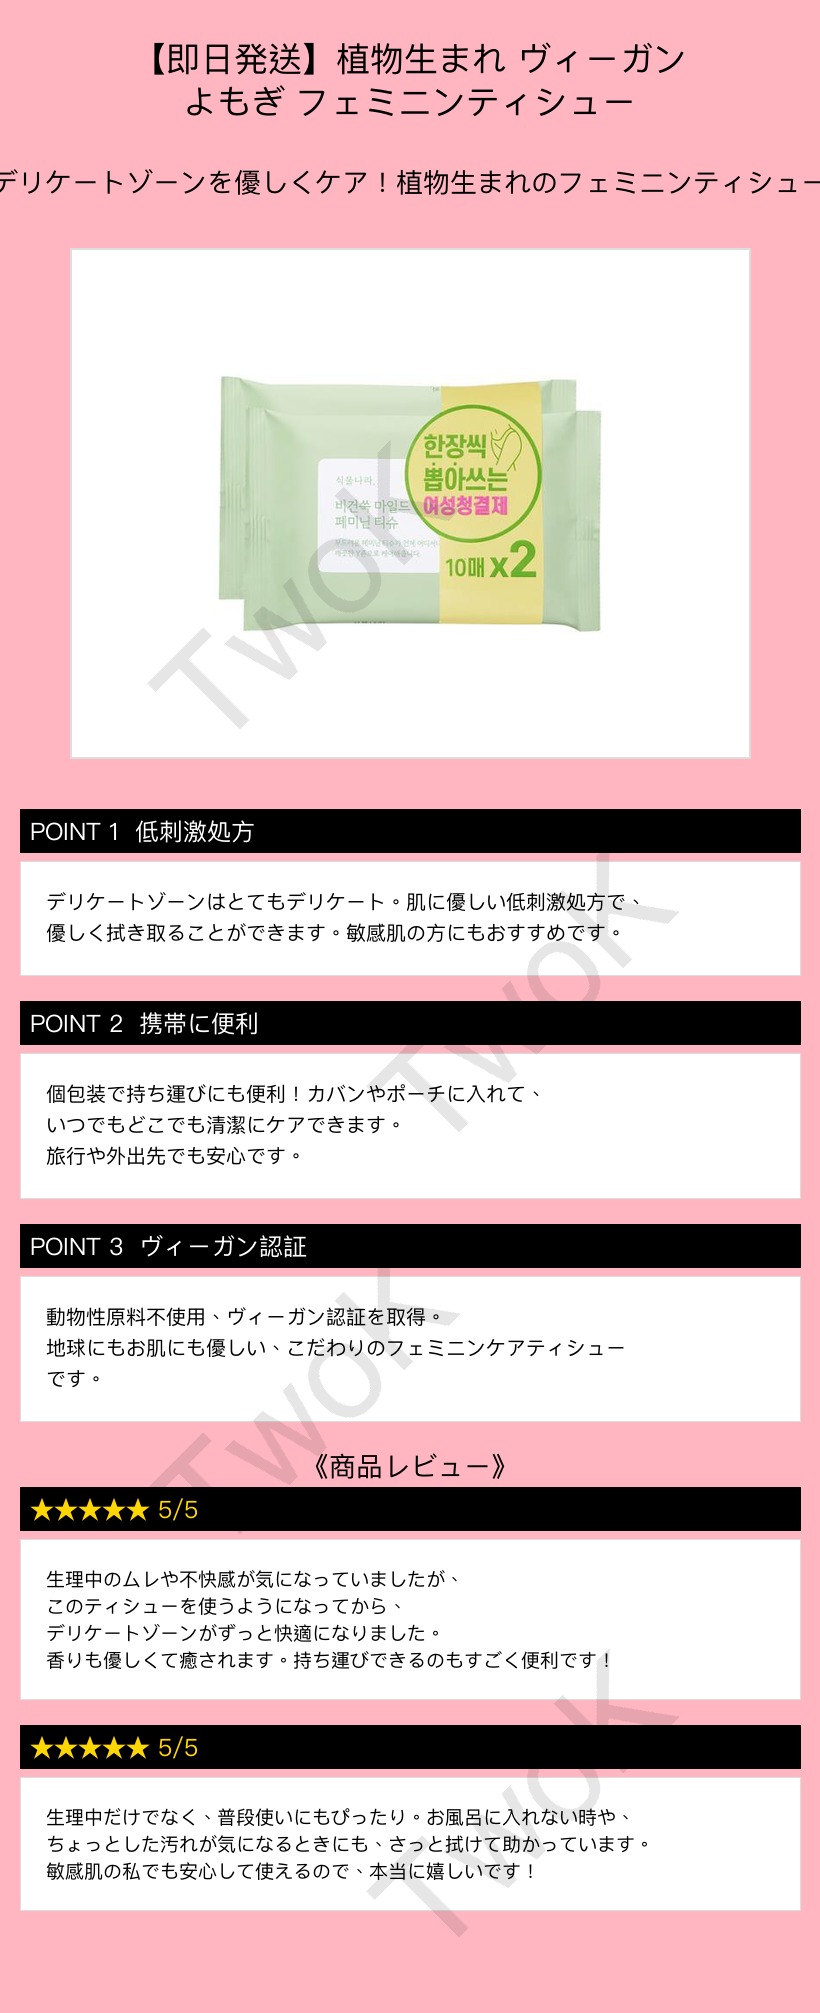 【即日発送】植物生まれ ヴィーガン
よもぎ フェミニンティシュー
デリケートゾーンを優しくケア！植物生まれのフェミニンティシュー
식물나라.
비건쑥 마일드
페미닌 티슈
한장씩
뽑아쓰는
여성청결제
10매 x2
POINT 1 低刺激処方
デリケートゾーンはとてもデリケート。肌に優しい低刺激処方で、
優しく拭き取ることができます。敏感肌の方にもおすすめです。
POINT 2 携帯に便利
個包装で持ち運びにも便利！カバンやポーチに入れて、
いつでもどこでも清潔にケアできます。
旅行や外出先でも安心です。
POINT 3 ヴィーガン認証
動物性原料不使用、ヴィーガン認証を取得。
地球にもお肌にも優しい、こだわりのフェミニンケアティシュー
です。
《商品レビュー》
★★★★★ 5/5
生理中のムレや不快感が気になっていましたが、
このティシューを使うようになってから、
デリケートゾーンがずっと快適になりました。
香りも優しくて癒されます。持ち運びできるのもすごく便利です！
★★★★★ 5/5
生理中だけでなく、普段使いにもぴったり。お風呂に入れない時や、
ちょっとした汚れが気になるときにも、さっと拭けて助かっています。
敏感肌の私でも安心して使えるので、本当に嬉しいです！
TwoK
TwoK
TwoK
TwoK